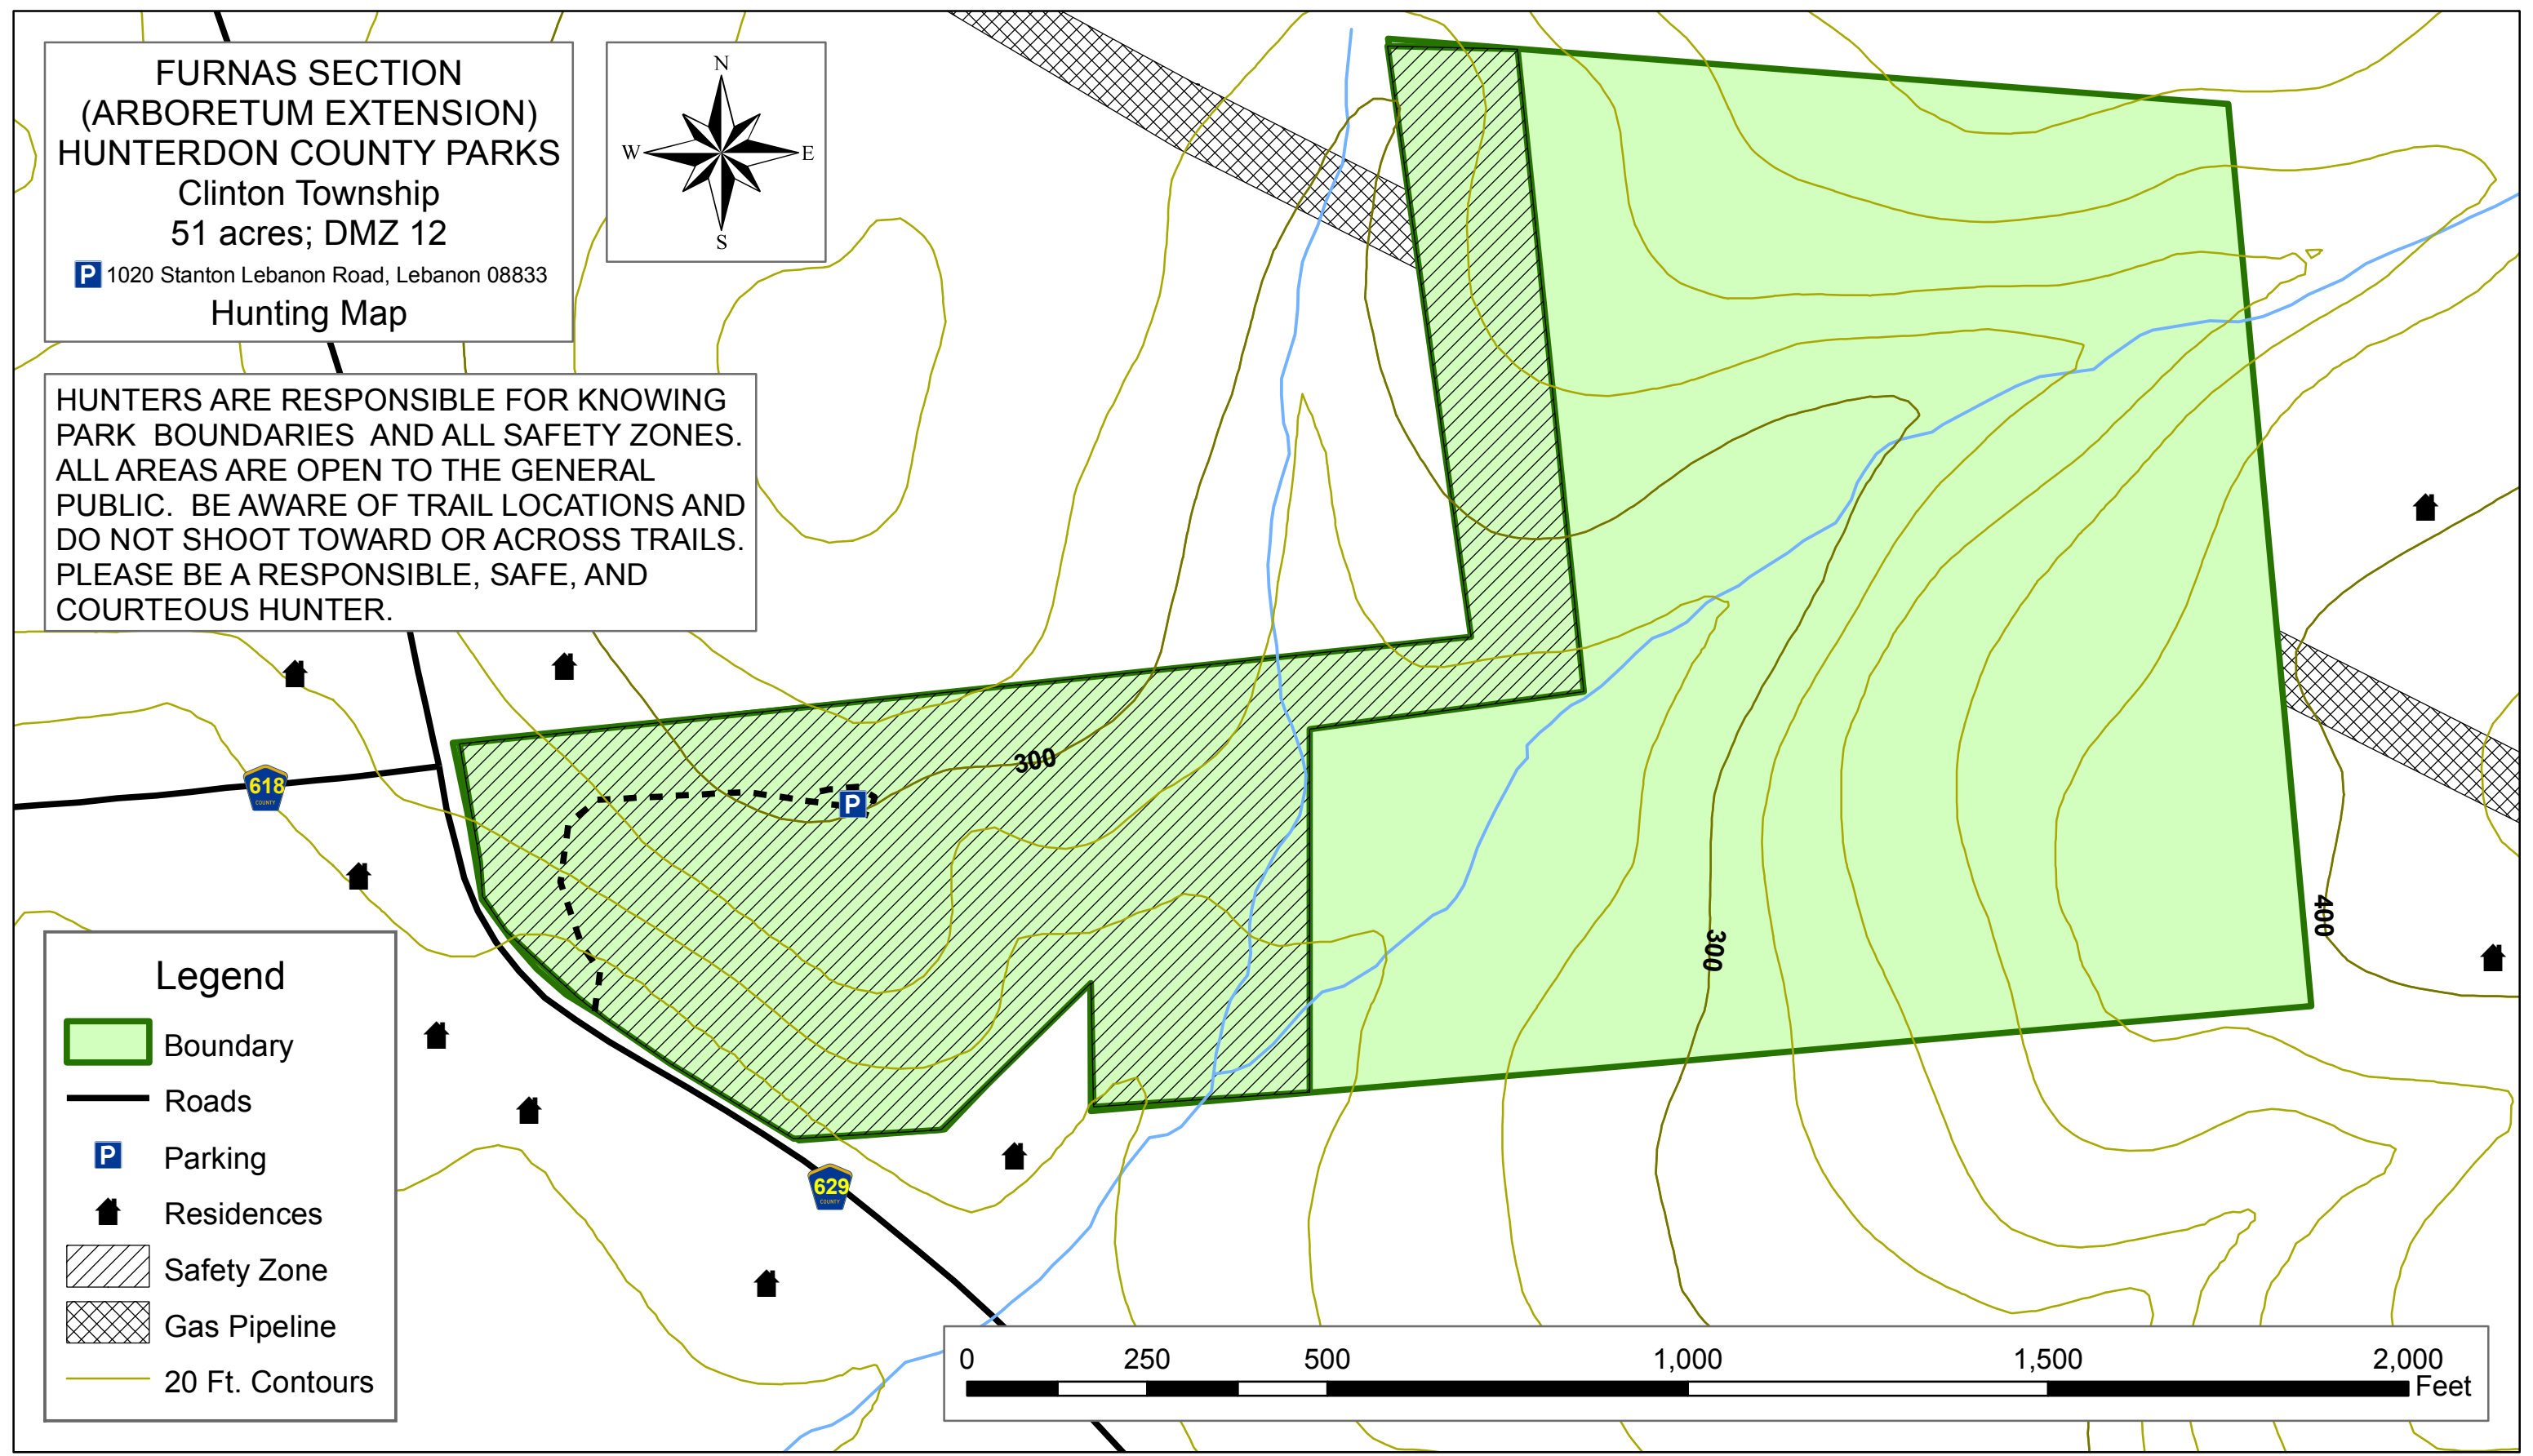 FURNAS SECTION
(ARBORETUM EXTENSION)
HUNTERDON COUNTY PARKS
Clinton Township
51 acres; DMZ 12
P 1020 Stanton Lebanon Road, Lebanon 08833
Hunting Map
N
W E
S
HUNTERS ARE RESPONSIBLE FOR KNOWING
PARK BOUNDARIES AND ALL SAFETY ZONES.
ALL AREAS ARE OPEN TO THE GENERAL
PUBLIC. BE AWARE OF TRAIL LOCATIONS AND
DO NOT SHOOT TOWARD OR ACROSS TRAILS.
PLEASE BE A RESPONSIBLE, SAFE, AND
COURTEOUS HUNTER.
300
618
COUNTY
P
300
400
629
COUNTY
Legend
Boundary
Roads
P Parking
Residences
Safety Zone
Gas Pipeline
20 Ft. Contours
0 250 500 1,000 1,500 2,000
Feet